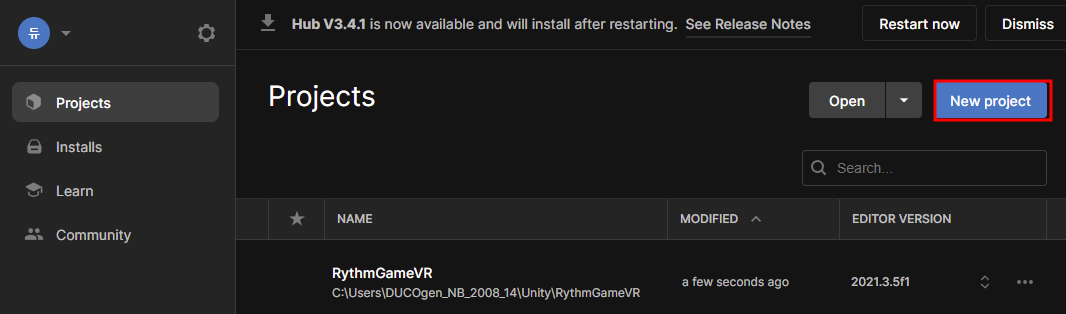 듀
Hub V3.4.1 is now available and will install after restarting. See Release Notes
Restart now
Dismiss
Projects
Installs
Learn
Community
Projects
Open
New project
Search...
NAME
MODIFIED
EDITOR VERSION
RythmGameVR
C:\Users\DUCOgen_NB_2008_14\Unity\RythmGameVR
a few seconds ago
2021.3.5f1